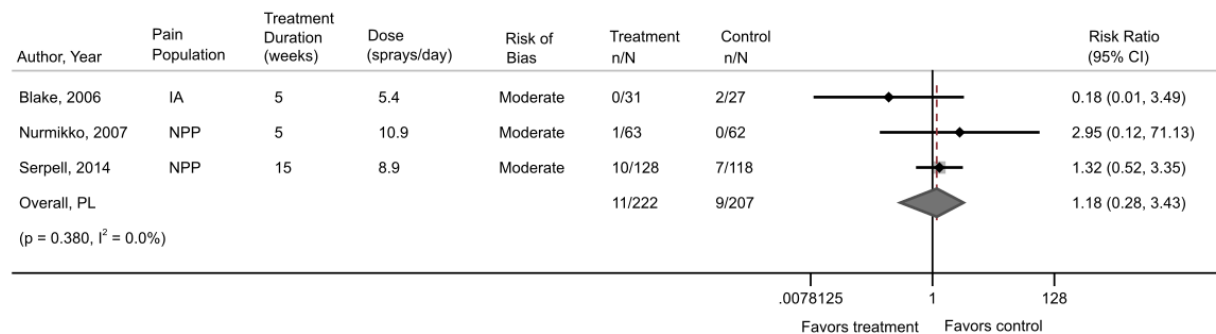 Author, Year Pain Population Treatment Duration (weeks) Dose (sprays/day) Risk of Bias Treatment n/N Control n/N Risk Ratio (95% CI)
Blake, 2006 IA 5 5.4 Moderate 0/31 2/27 0.18 (0.01, 3.49)
Nurmikko, 2007 NPP 5 10.9 Moderate 1/63 0/62 2.95 (0.12, 71.13)
Serpell, 2014 NPP 15 8.9 Moderate 10/128 7/118 1.32 (0.52, 3.35)
Overall, PL 11/222 9/207 1.18 (0.28, 3.43)
(p = 0.380, I² = 0.0%)
.0078125 1 128
Favors treatment Favors control